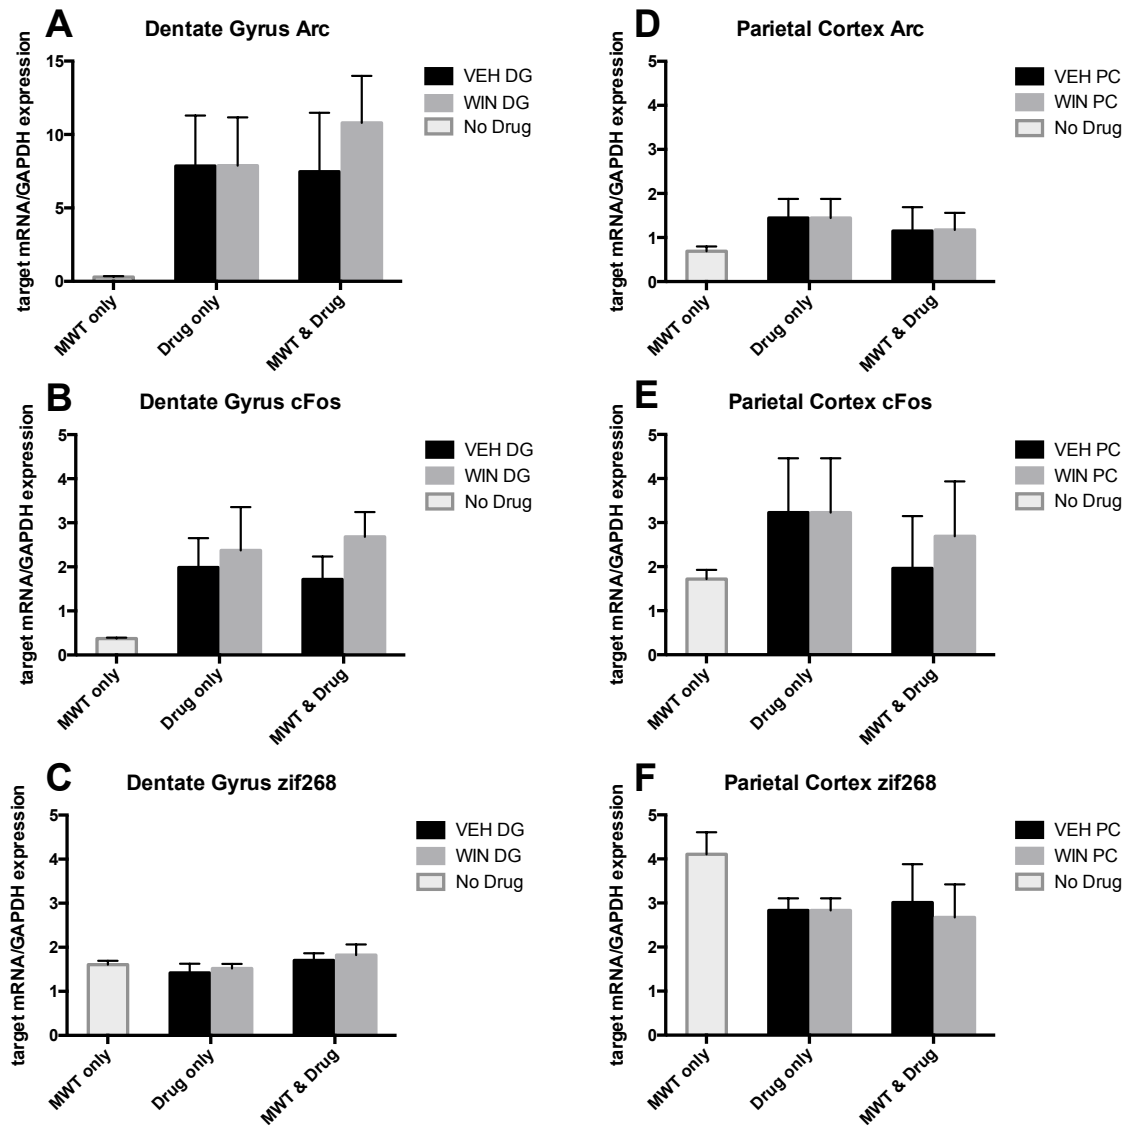 A
Dentate Gyrus Arc
target mRNA/GAPDH expression
15
10
5
0
MWT only
Drug only
MWT & Drug
VEH DG
WIN DG
No Drug
D
Parietal Cortex Arc
target mRNA/GAPDH expression
5
4
3
2
1
0
MWT only
Drug only
MWT & Drug
VEH PC
WIN PC
No Drug
B
Dentate Gyrus cFos
target mRNA/GAPDH expression
5
4
3
2
1
0
MWT only
Drug only
MWT & Drug
VEH DG
WIN DG
No Drug
E
Parietal Cortex cFos
target mRNA/GAPDH expression
5
4
3
2
1
0
MWT only
Drug only
MWT & Drug
VEH PC
WIN PC
No Drug
C
Dentate Gyrus zif268
target mRNA/GAPDH expression
5
4
3
2
1
0
MWT only
Drug only
MWT & Drug
VEH DG
WIN DG
No Drug
F
Parietal Cortex zif268
target mRNA/GAPDH expression
5
4
3
2
1
0
MWT only
Drug only
MWT & Drug
VEH PC
WIN PC
No Drug